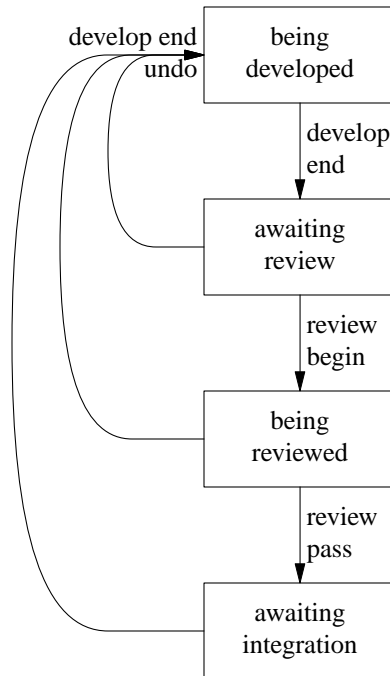 develop end
undo
being
developed
develop
end
awaiting
review
review
begin
being
reviewed
review
pass
awaiting
integration